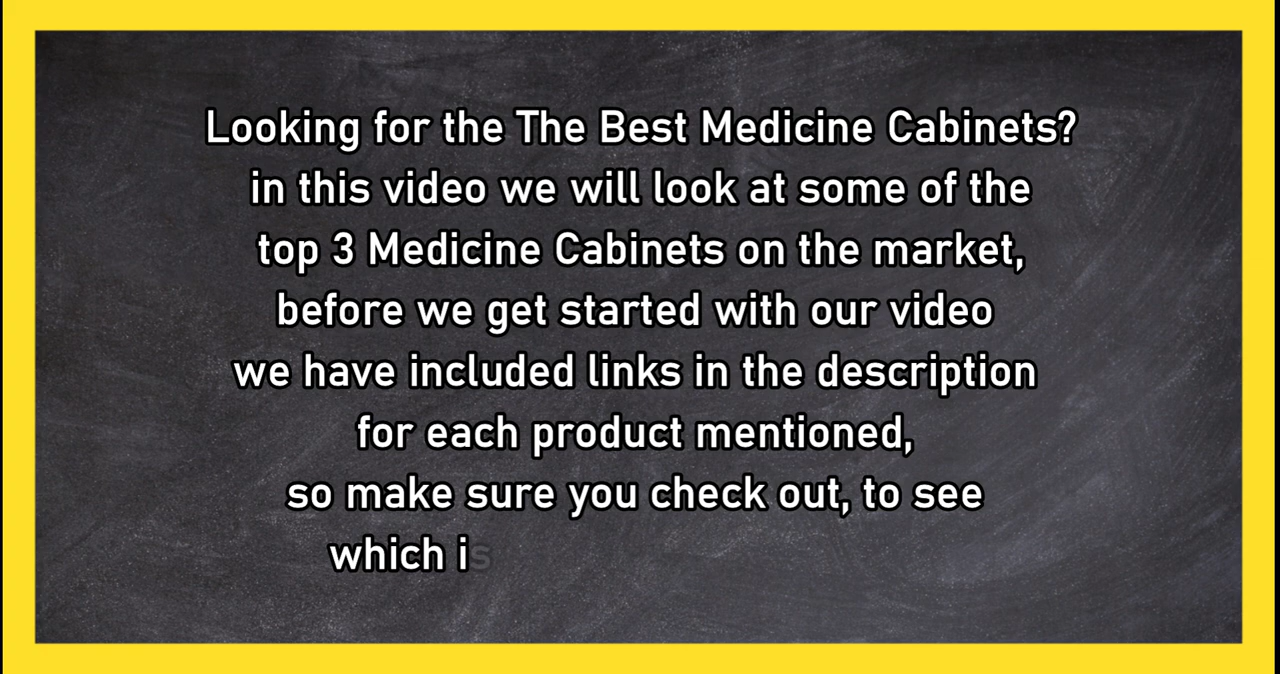 Looking for the The Best Medicine Cabinets?
in this video we will look at some of the
top 3 Medicine Cabinets on the market,
before we get started with our video
we have included links in the description
for each product mentioned,
so make sure you check out, to see
which is